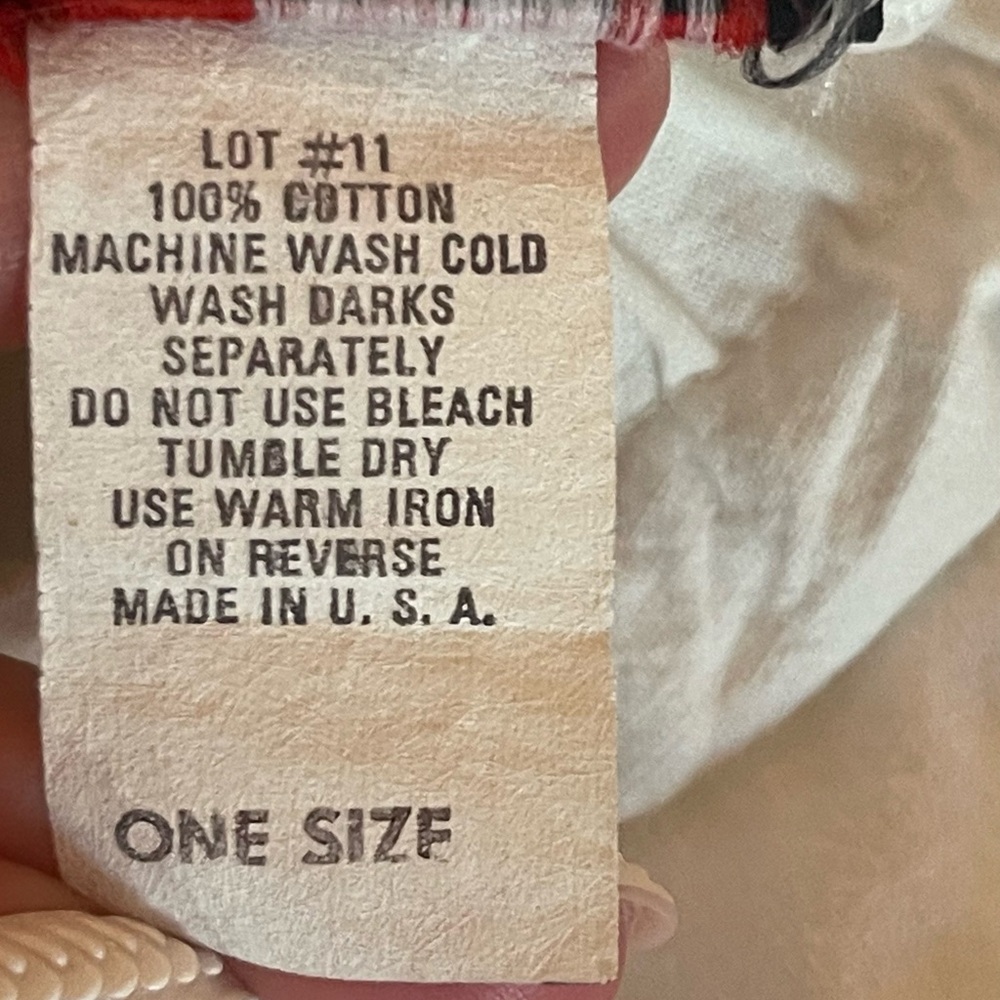 LOT #11
100% COTTON
MACHINE WASH COLD
WASH DARKS
SEPARATELY
DO NOT USE BLEACH
TUMBLE DRY
USE WARM IRON
ON REVERSE
MADE IN U. S. A.
ONE SIZE